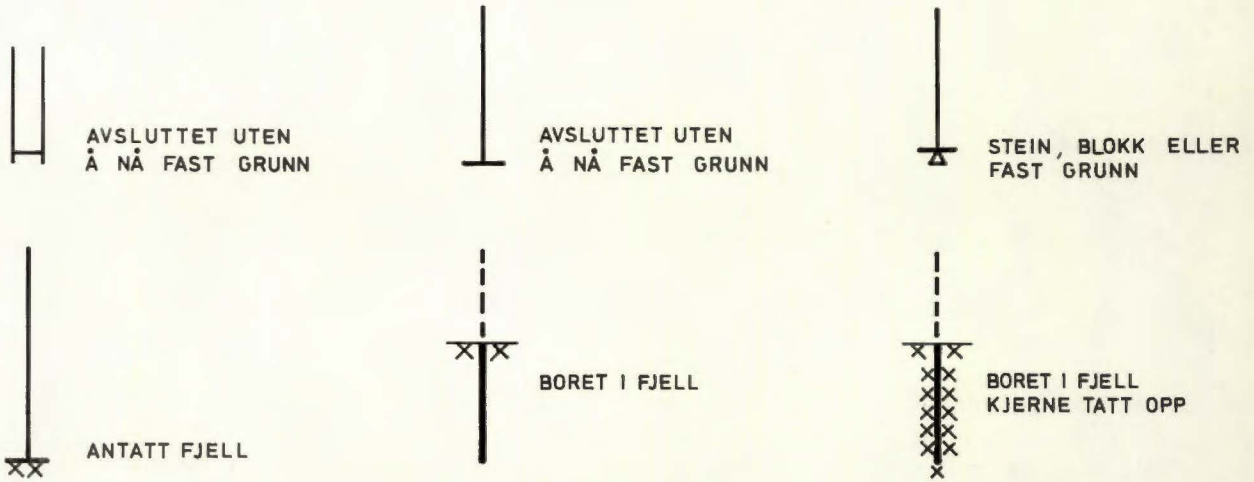 AVSLUTTET UTEN
Å NÅ FAST GRUNN
AVSLUTTET UTEN
Å NÅ FAST GRUNN
STEIN, BLOKK ELLER
FAST GRUNN
ANTATT FJELL
BORET I FJELL
BORET I FJELL
KJERNE TATT OPP